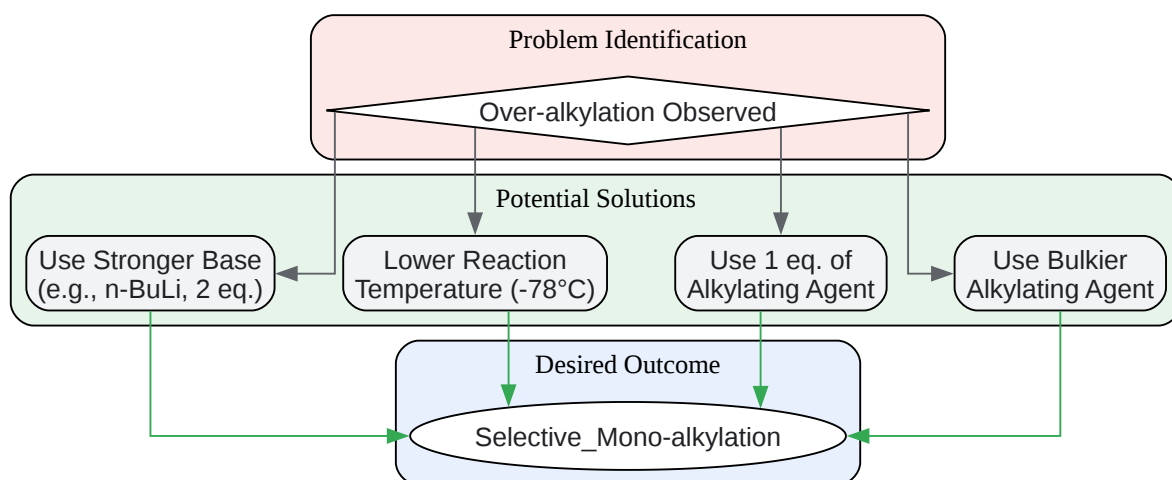 Problem Identification
Over-alkylation Observed
Potential Solutions
Use Stronger Base
(e.g., n-BuLi, 2 eq.)
Lower Reaction
Temperature (-78°C)
Use 1 eq. of
Alkylating Agent
Use Bulkier
Alkylating Agent
Desired Outcome
Selective_Mono-alkylation